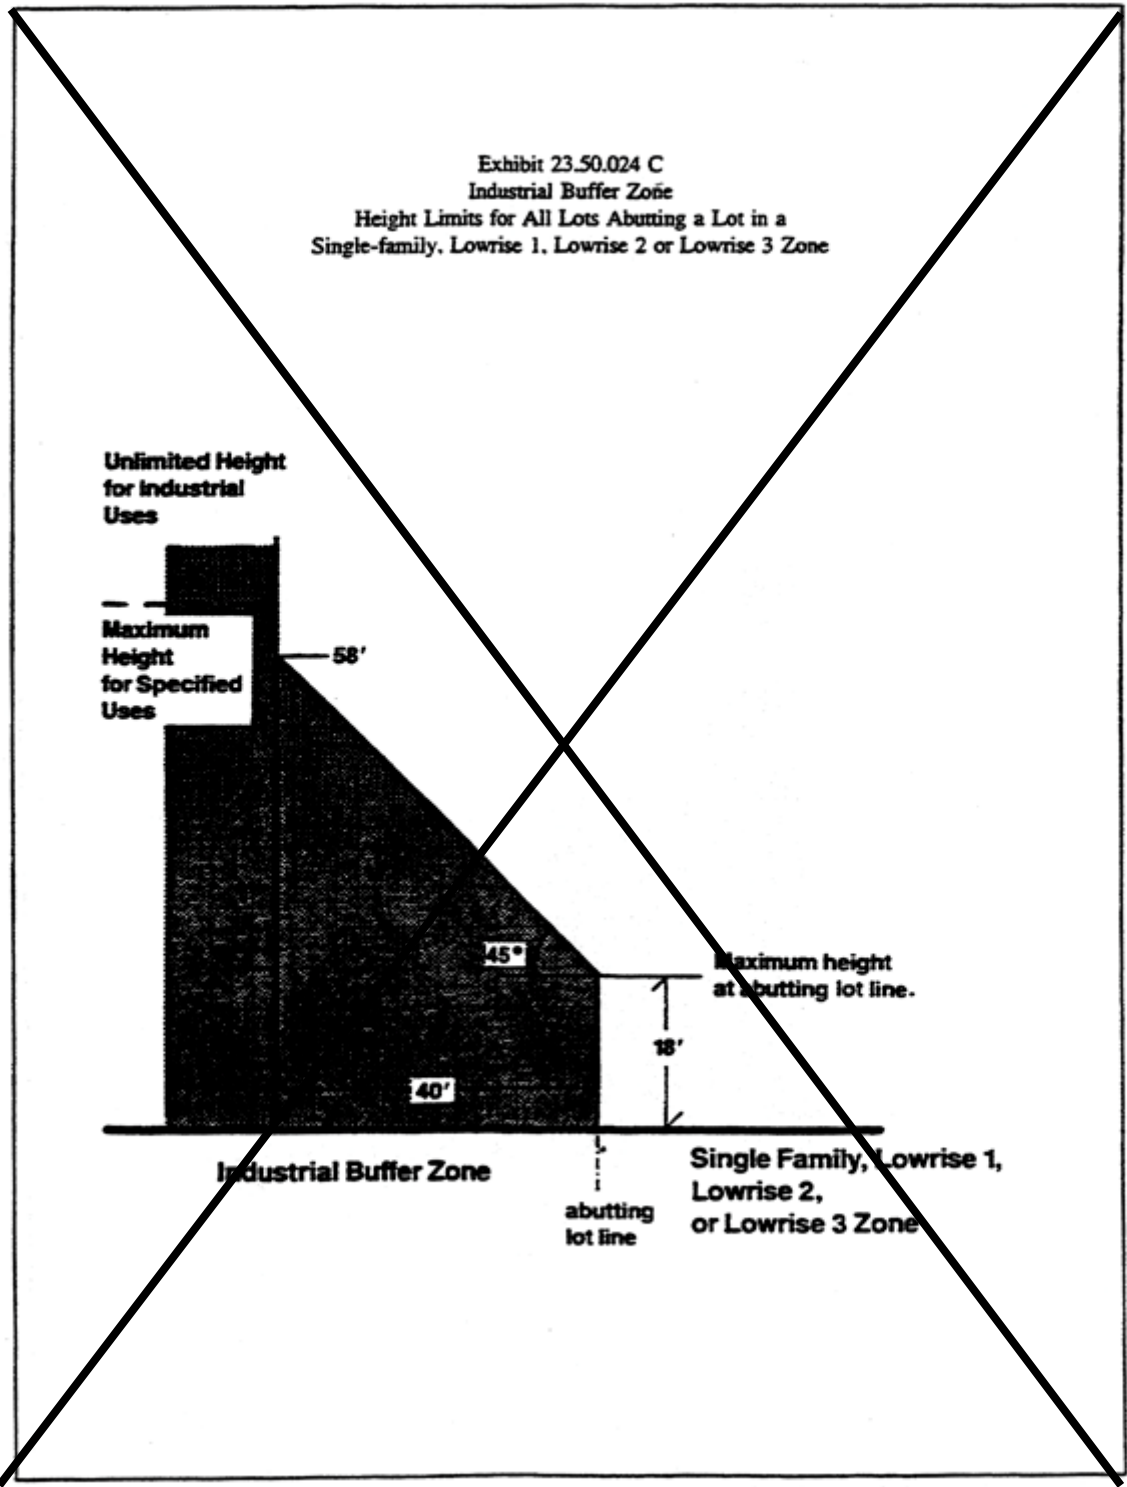 Exhibit 23.50.024 C
Industrial Buffer Zone
Height Limits for All Lots Abutting a Lot in a
Single-family, Lowrise 1, Lowrise 2 or Lowrise 3 Zone
Unlimited Height
for Industrial
Uses
Maximum
Height
for Specified
Uses
58'
45°
Maximum height
at abutting lot line.
18'
40'
Industrial Buffer Zone
abutting
lot line
Single Family, Lowrise 1,
Lowrise 2,
or Lowrise 3 Zone